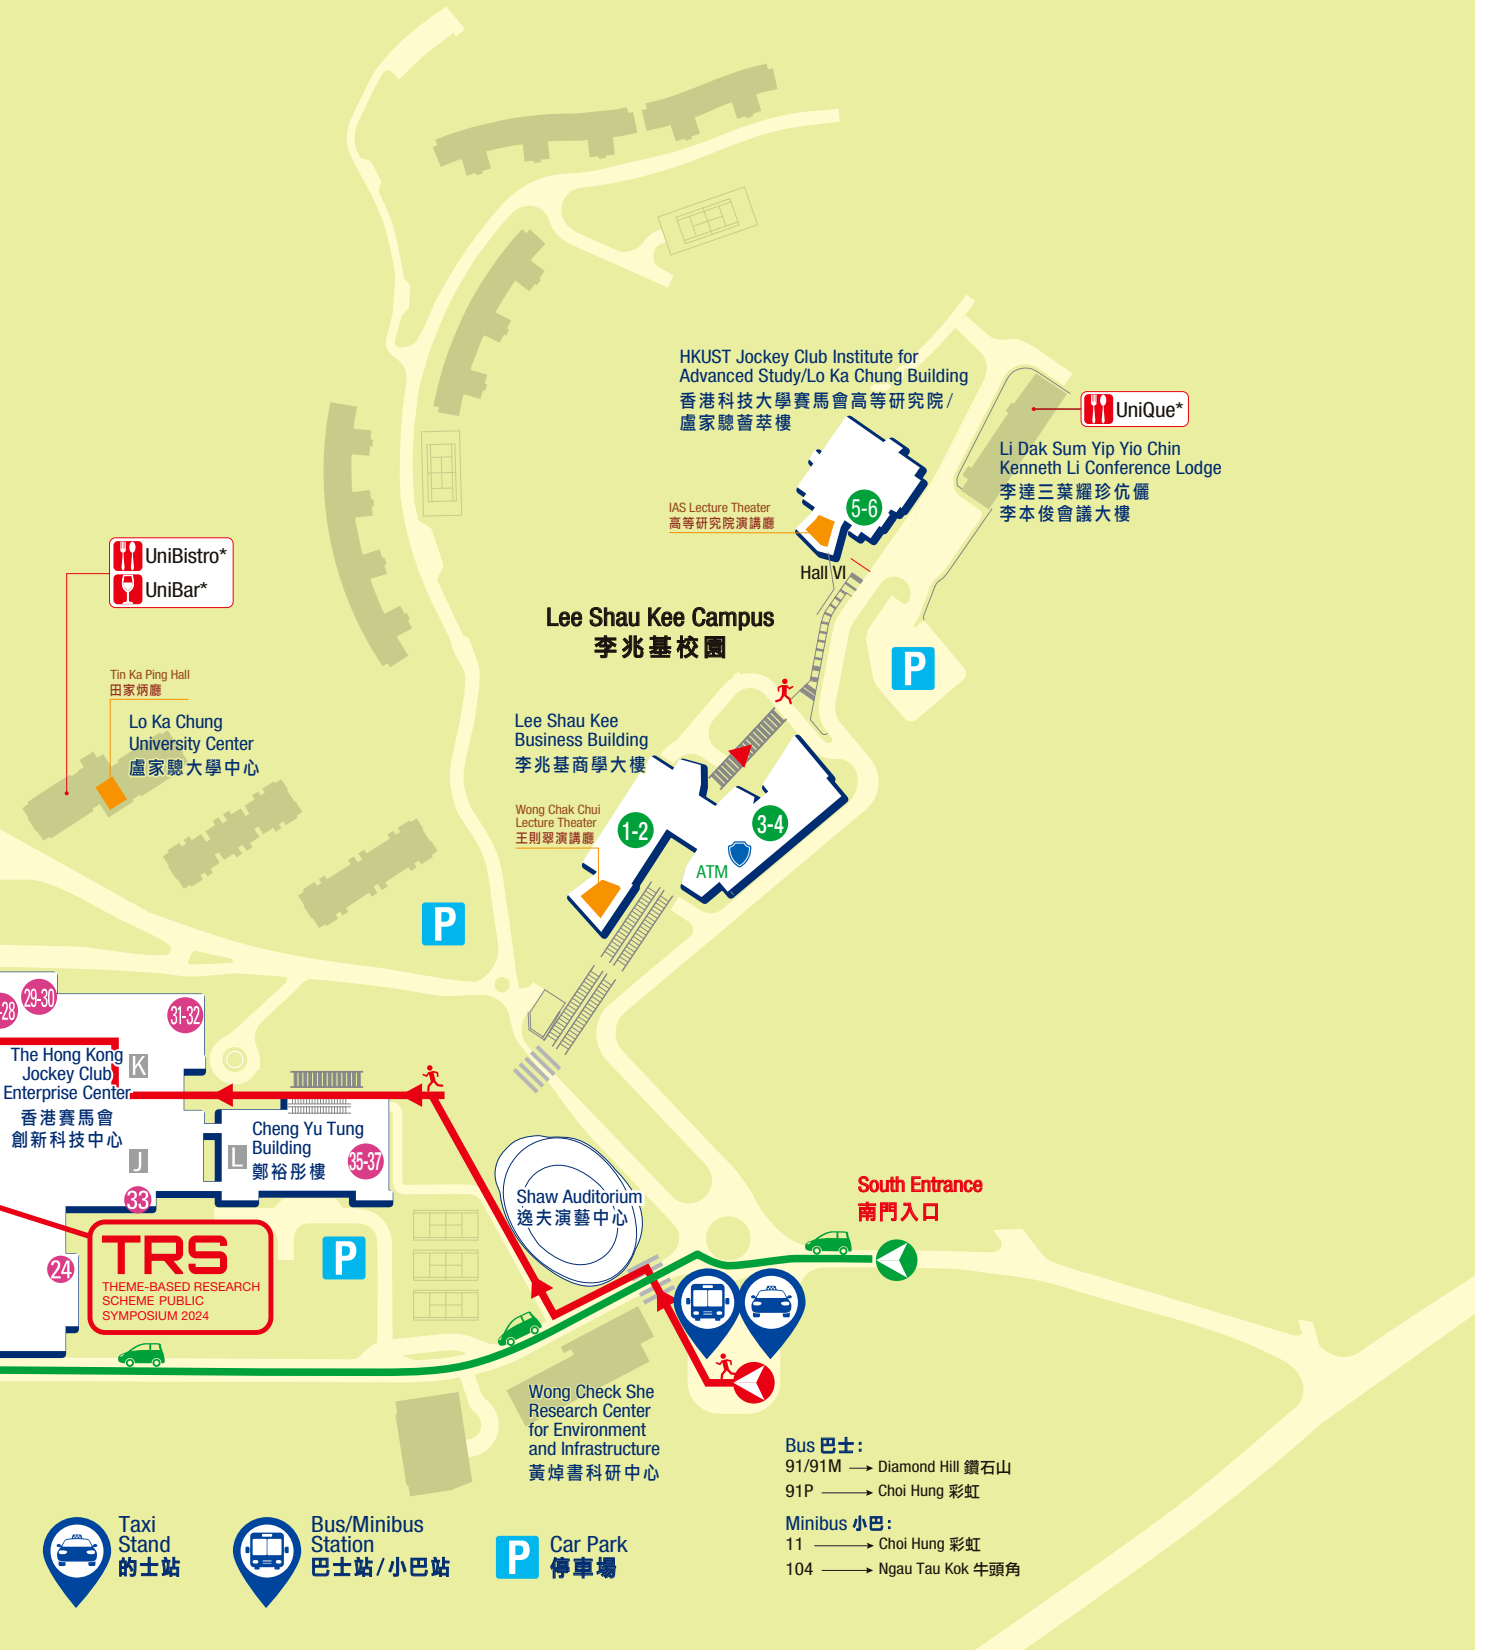 HKUST Jockey Club Institute for
Advanced Study/Lo Ka Chung Building
香港科技大學賽馬會高等研究院/
盧家驄薈萃樓
UniQue*
Li Dak Sum Yip Yio Chin
Kenneth Li Conference Lodge
李達三葉耀珍伉儷
李本俊會議大樓
5-6
IAS Lecture Theater
高等研究院演講廳
Hall VI
UniBistro*
UniBar*
Lee Shau Kee Campus
李兆基校園
P
Tin Ka Ping Hall
田家炳廳
Lo Ka Chung
University Center
盧家驄大學中心
Lee Shau Kee
Business Building
李兆基商學大樓
Wong Chak Chui
Lecture Theater
王則翠演講廳
1-2
3-4
ATM
P
29-30
-28
31-32
The Hong Kong
Jockey Club
Enterprise Center
香港賽馬會
創新科技中心
K
J
L
Cheng Yu Tung
Building
鄭裕彤樓
35-37
33
24
Shaw Auditorium
逸夫演藝中心
South Entrance
南門入口
P
TRS
THEME-BASED RESEARCH
SCHEME PUBLIC
SYMPOSIUM 2024
Wong Check She
Research Center
for Environment
and Infrastructure
黃焯書科研中心
Bus 巴士:
91/91M → Diamond Hill 鑽石山
91P → Choi Hung 彩虹
Minibus 小巴:
11 → Choi Hung 彩虹
104 → Ngau Tau Kok 牛頭角
Taxi
Stand
的士站
Bus/Minibus
Station
巴士站/小巴站
P
Car Park
停車場